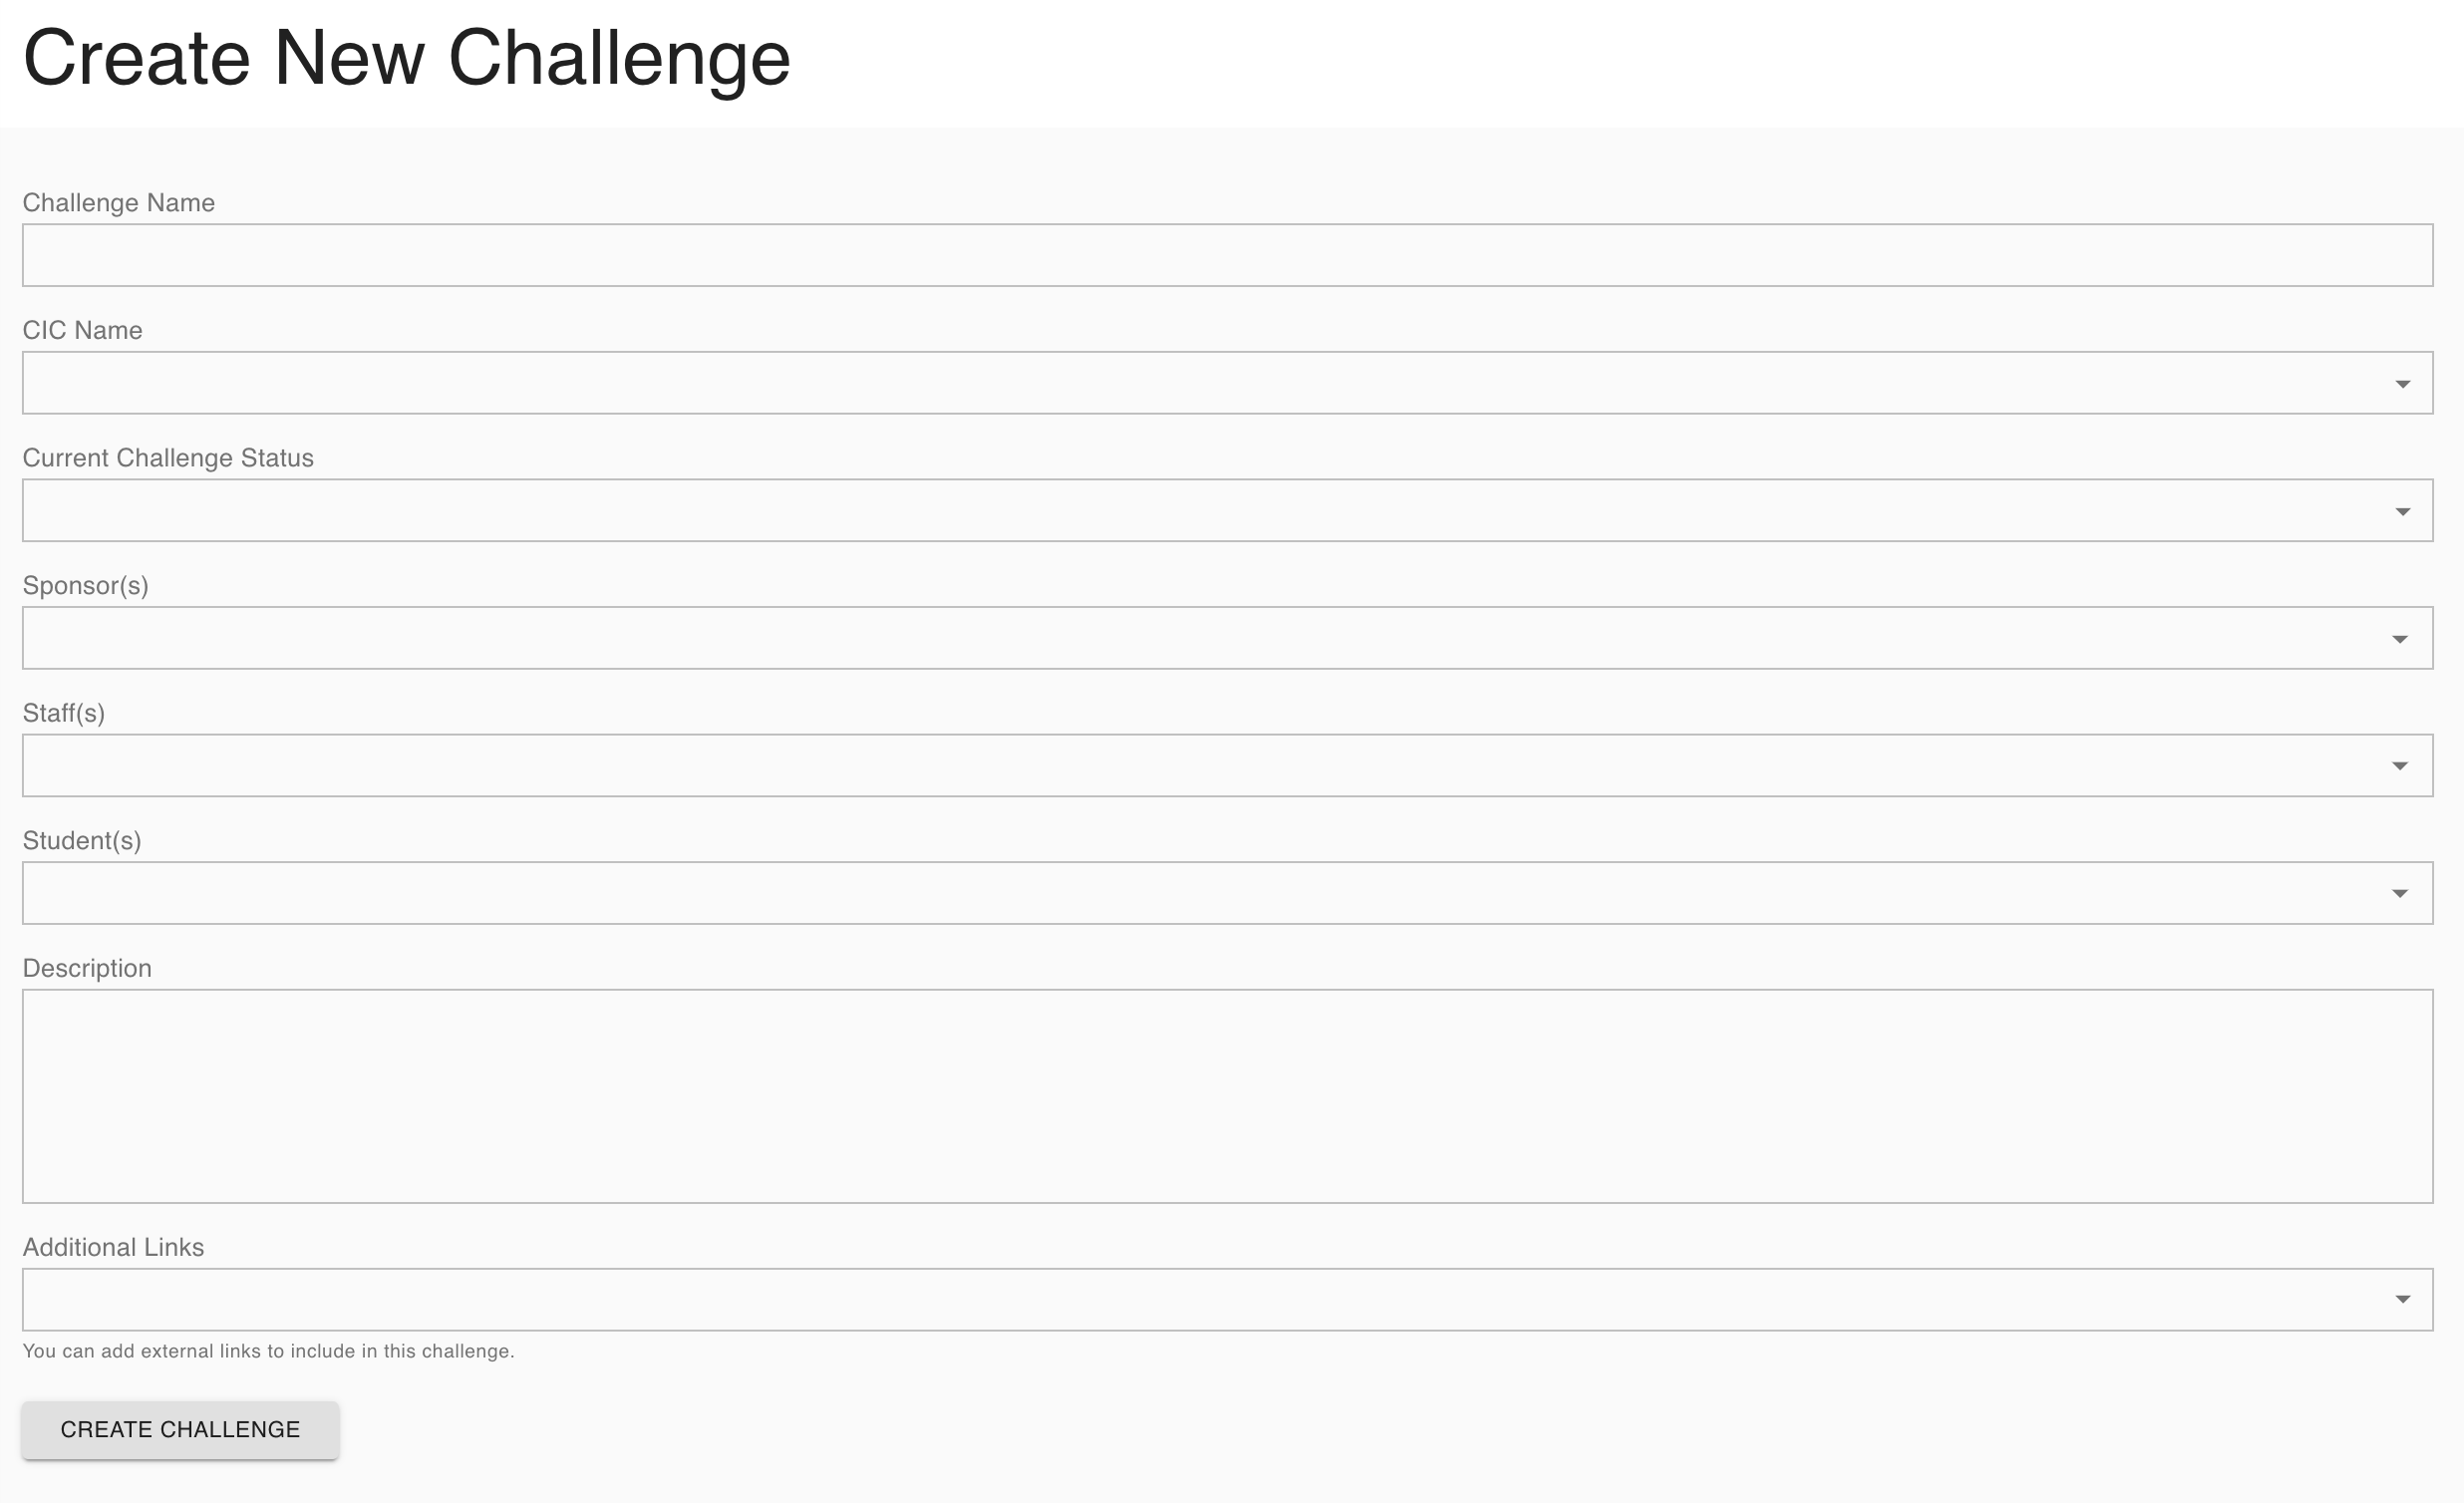 Create New Challenge
Challenge Name
CIC Name
Current Challenge Status
Sponsor(s)
Staff(s)
Student(s)
Description
Additional Links
You can add external links to include in this challenge.
CREATE CHALLENGE